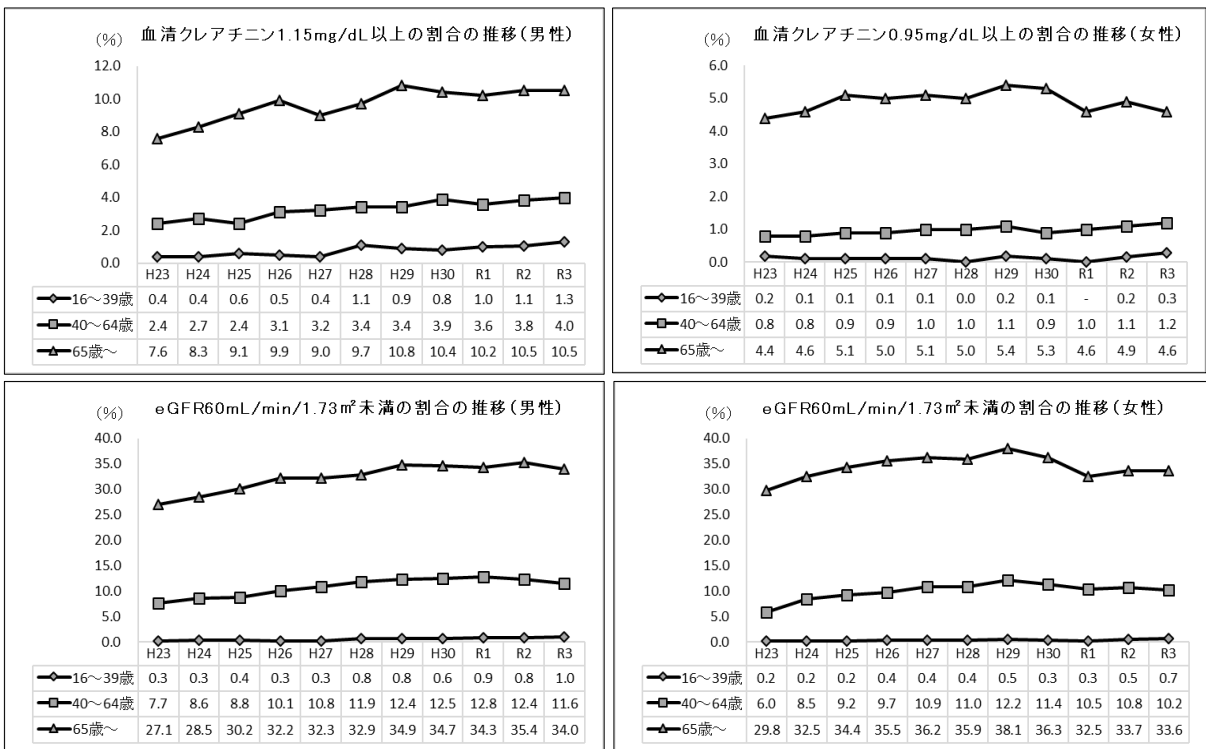 血清クレアチニン1.15mg/dL以上の割合の推移(男性)
(%)
12.0
10.0
8.0
6.0
4.0
2.0
0.0
H23 H24 H25 H26 H27 H28 H29 H30 R1 R2 R3
16～39歳 0.4 0.4 0.6 0.5 0.4 1.1 0.9 0.8 1.0 1.1 1.3
40～64歳 2.4 2.7 2.4 3.1 3.2 3.4 3.4 3.9 3.6 3.8 4.0
65歳～ 7.6 8.3 9.1 9.9 9.0 9.7 10.8 10.4 10.2 10.5 10.5
血清クレアチニン0.95mg/dL以上の割合の推移(女性)
(%)
6.0
5.0
4.0
3.0
2.0
1.0
0.0
H23 H24 H25 H26 H27 H28 H29 H30 R1 R2 R3
16～39歳 0.2 0.1 0.1 0.1 0.1 0.0 0.2 0.1 - 0.2 0.3
40～64歳 0.8 0.8 0.9 0.9 1.0 1.0 1.1 0.9 1.0 1.1 1.2
65歳～ 4.4 4.6 5.1 5.0 5.1 5.0 5.4 5.3 4.6 4.9 4.6
eGFR60mL/min/1.73㎡未満の割合の推移(男性)
(%)
40.0
35.0
30.0
25.0
20.0
15.0
10.0
5.0
0.0
H23 H24 H25 H26 H27 H28 H29 H30 R1 R2 R3
16～39歳 0.3 0.3 0.4 0.3 0.3 0.8 0.8 0.6 0.9 0.8 1.0
40～64歳 7.7 8.6 8.8 10.1 10.8 11.9 12.4 12.5 12.8 12.4 11.6
65歳～ 27.1 28.5 30.2 32.2 32.3 32.9 34.9 34.7 34.3 35.4 34.0
eGFR60mL/min/1.73㎡未満の割合の推移(女性)
(%)
40.0
35.0
30.0
25.0
20.0
15.0
10.0
5.0
0.0
H23 H24 H25 H26 H27 H28 H29 H30 R1 R2 R3
16～39歳 0.2 0.2 0.2 0.4 0.4 0.4 0.5 0.3 0.3 0.5 0.7
40～64歳 6.0 8.5 9.2 9.7 10.9 11.0 12.2 11.4 10.5 10.8 10.2
65歳～ 29.8 32.5 34.4 35.5 36.2 35.9 38.1 36.3 32.5 33.7 33.6